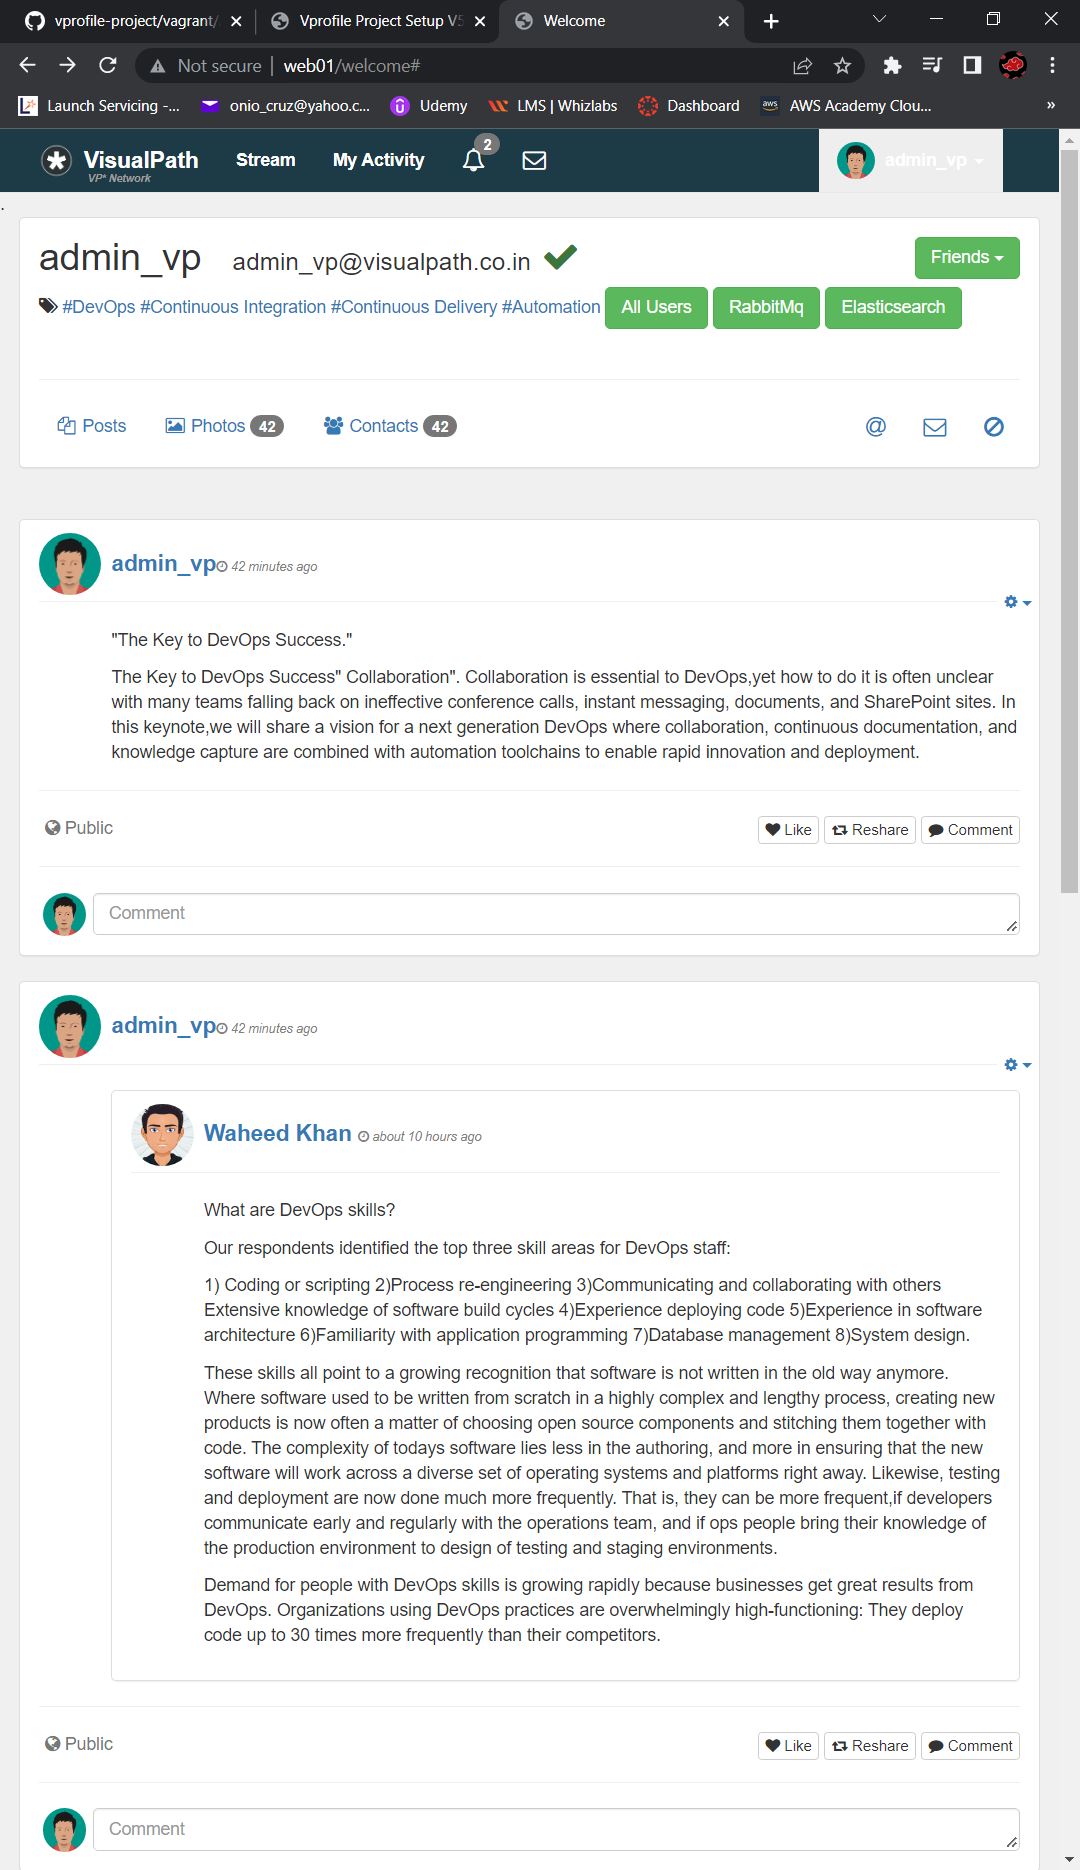 vprofile-project/vagrant/
Vprofile Project Setup V5
Welcome
Not secure | web01/welcome#
Launch Servicing -...
onio_cruz@yahoo.c...
Udemy
LMS | Whizlabs
Dashboard
aws
AWS Academy Clou...
»
VisualPath
VP* Network
Stream
My Activity
2
admin_vp
.
admin_vp admin_vp@visualpath.co.in
Friends
#DevOps #Continuous Integration #Continuous Delivery #Automation All Users RabbitMq Elasticsearch
Posts Photos 42 Contacts 42 @
admin_vp 42 minutes ago
"The Key to DevOps Success."
The Key to DevOps Success" Collaboration". Collaboration is essential to DevOps,yet how to do it is often unclear
with many teams falling back on ineffective conference calls, instant messaging, documents, and SharePoint sites. In
this keynote,we will share a vision for a next generation DevOps where collaboration, continuous documentation, and
knowledge capture are combined with automation toolchains to enable rapid innovation and deployment.
Public Like Reshare Comment
Comment
admin_vp 42 minutes ago
Waheed Khan about 10 hours ago
What are DevOps skills?
Our respondents identified the top three skill areas for DevOps staff:
1) Coding or scripting 2)Process re-engineering 3)Communicating and collaborating with others
Extensive knowledge of software build cycles 4)Experience deploying code 5)Experience in software
architecture 6)Familiarity with application programming 7)Database management 8)System design.
These skills all point to a growing recognition that software is not written in the old way anymore.
Where software used to be written from scratch in a highly complex and lengthy process, creating new
products is now often a matter of choosing open source components and stitching them together with
code. The complexity of todays software lies less in the authoring, and more in ensuring that the new
software will work across a diverse set of operating systems and platforms right away. Likewise, testing
and deployment are now done much more frequently. That is, they can be more frequent,if developers
communicate early and regularly with the operations team, and if ops people bring their knowledge of
the production environment to design of testing and staging environments.
Demand for people with DevOps skills is growing rapidly because businesses get great results from
DevOps. Organizations using DevOps practices are overwhelmingly high-functioning: They deploy
code up to 30 times more frequently than their competitors.
Public Like Reshare Comment
Comment